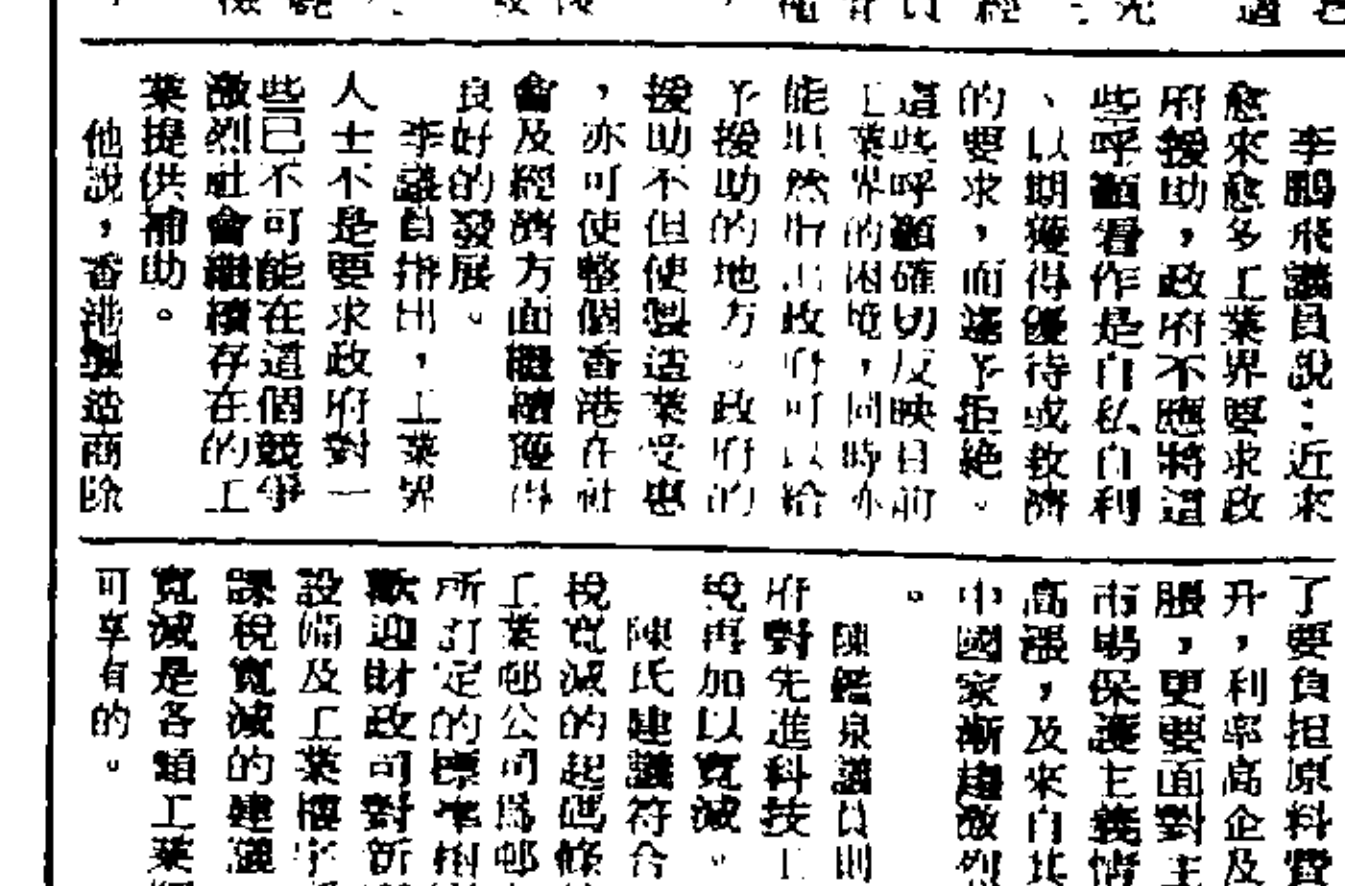 李鵬飛議員說：近來
愈來愈多工業界要求政
府援助，政府不應將這
些呼籲看作是自私自利
、以期獲得優待或救濟
的要求，而遽予拒絕。
這些呼籲確切反映目前
工業界的困境，同時亦
能坦然指出政府可以給
予援助的地方。政府的
援助不但使製造業受惠
，亦可使整個香港在社
會及經濟方面繼續獲得
良好的發展。
李議員指出，工業界
人士不是要求政府對一
些已不可能在這個競爭
激烈社會繼續存在的工
業提供補助。
他說，香港製造商除
了要負担原料費
升，利率高企及
脹，更要面對主
市場保護主義情
高漲，及來自其
中國家漸趨激烈
。
陳鑑泉議員則
府對先進科技工
稅再加以寬減。
陳氏建議符合
稅寬減的起碼條
工業邨公司爲邨
所訂定的標準相
歡迎財政司對新
設備及工業樓宇
課稅寬減的建議
寬減是各類工業
可享有的。